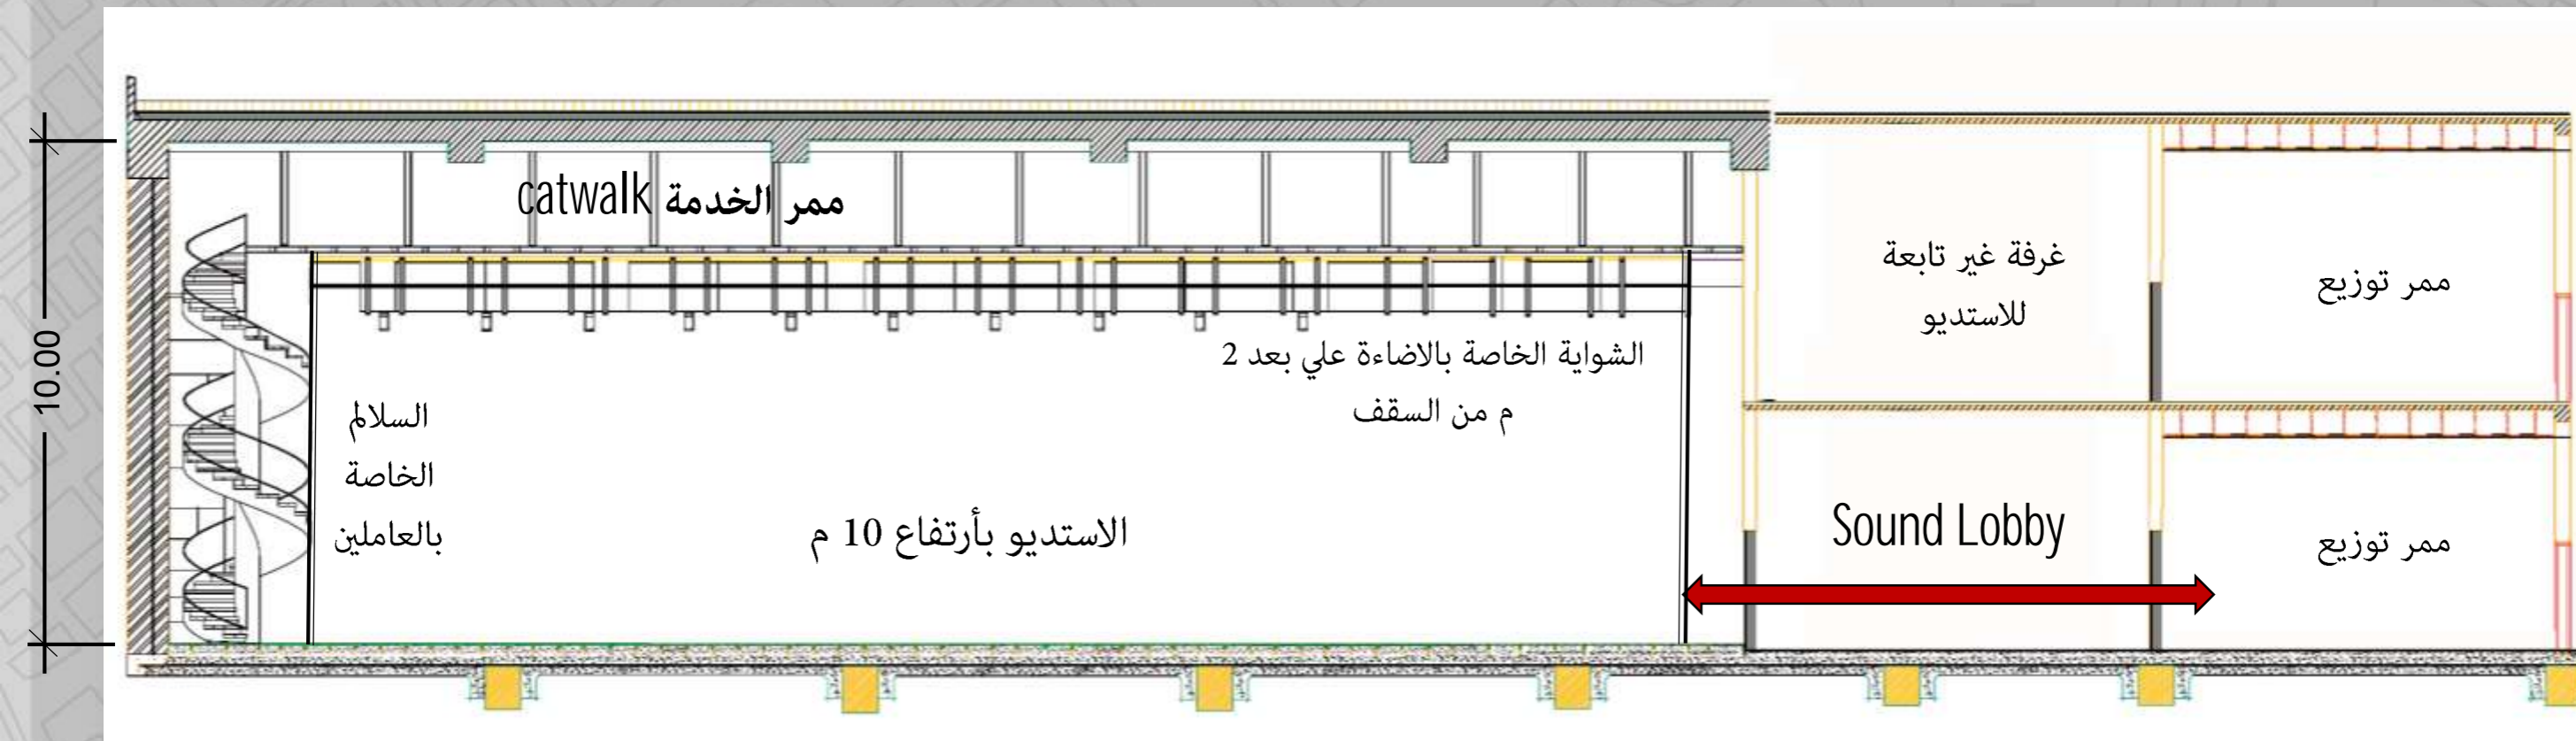 10.00
ممر الخدمة catwalk
السلالم
الخاصة
بالعاملين
الشواية الخاصة بالاضاءة علي بعد 2
م من السقف
الاستديو بأرتفاع 10 م
غرفة غير تابعة
للاستديو
ممر توزيع
Sound Lobby
ممر توزيع